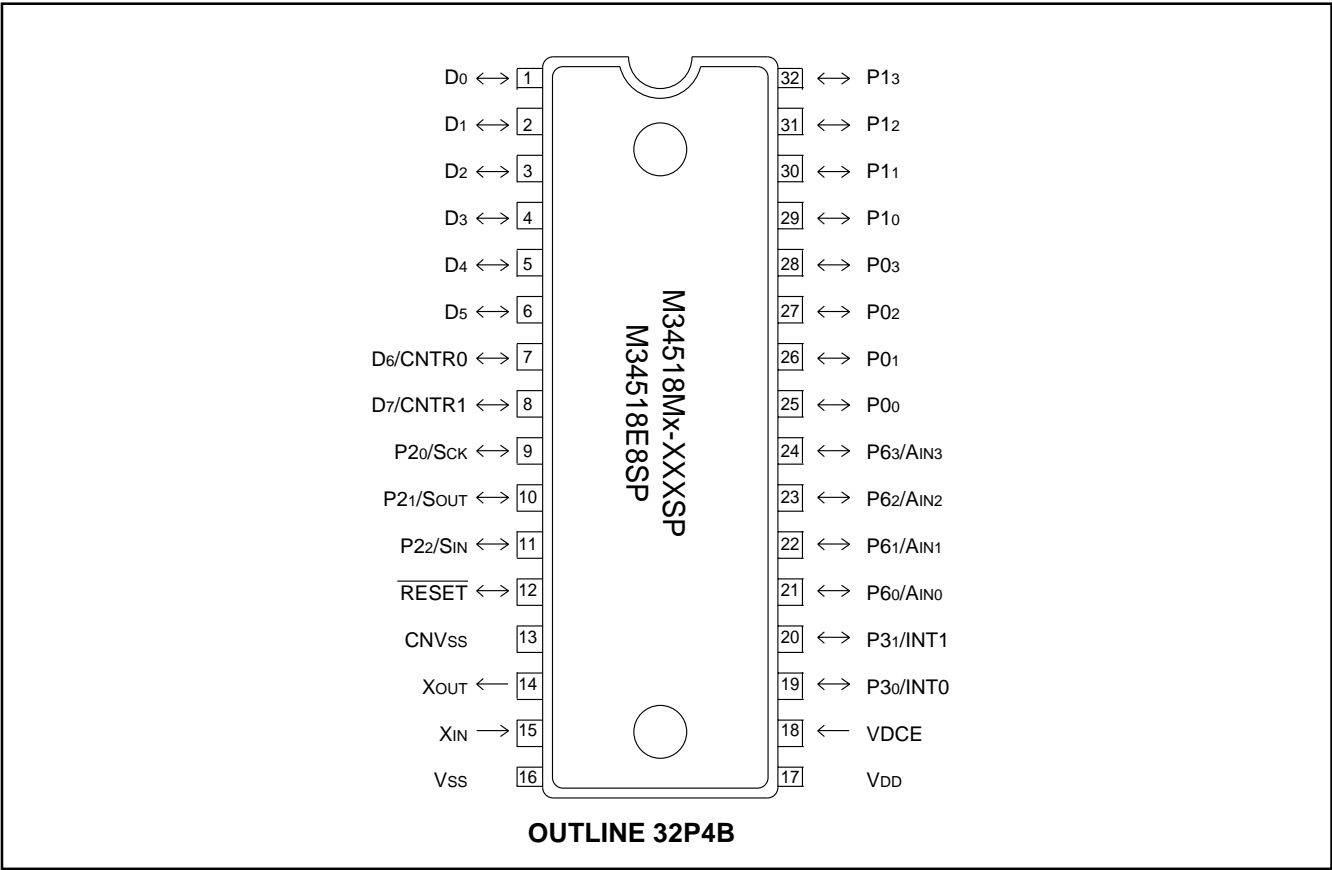 D0 1 32 P13
D1 2 31 P12
D2 3 30 P11
D3 4 29 P10
D4 5 28 P03
D5 6 27 P02
D6/CNTR0 7 26 P01
D7/CNTR1 8 25 P00
P20/SCK 9 24 P63/AIN3
P21/SOUT 10 23 P62/AIN2
P22/SIN 11 22 P61/AIN1
RESET 12 21 P60/AIN0
CNVSS 13 20 P31/INT1
XOUT 14 19 P30/INT0
XIN 15 18 VDCE
VSS 16 17 VDD
M34518Mx-XXXSP
M34518E8SP
OUTLINE 32P4B